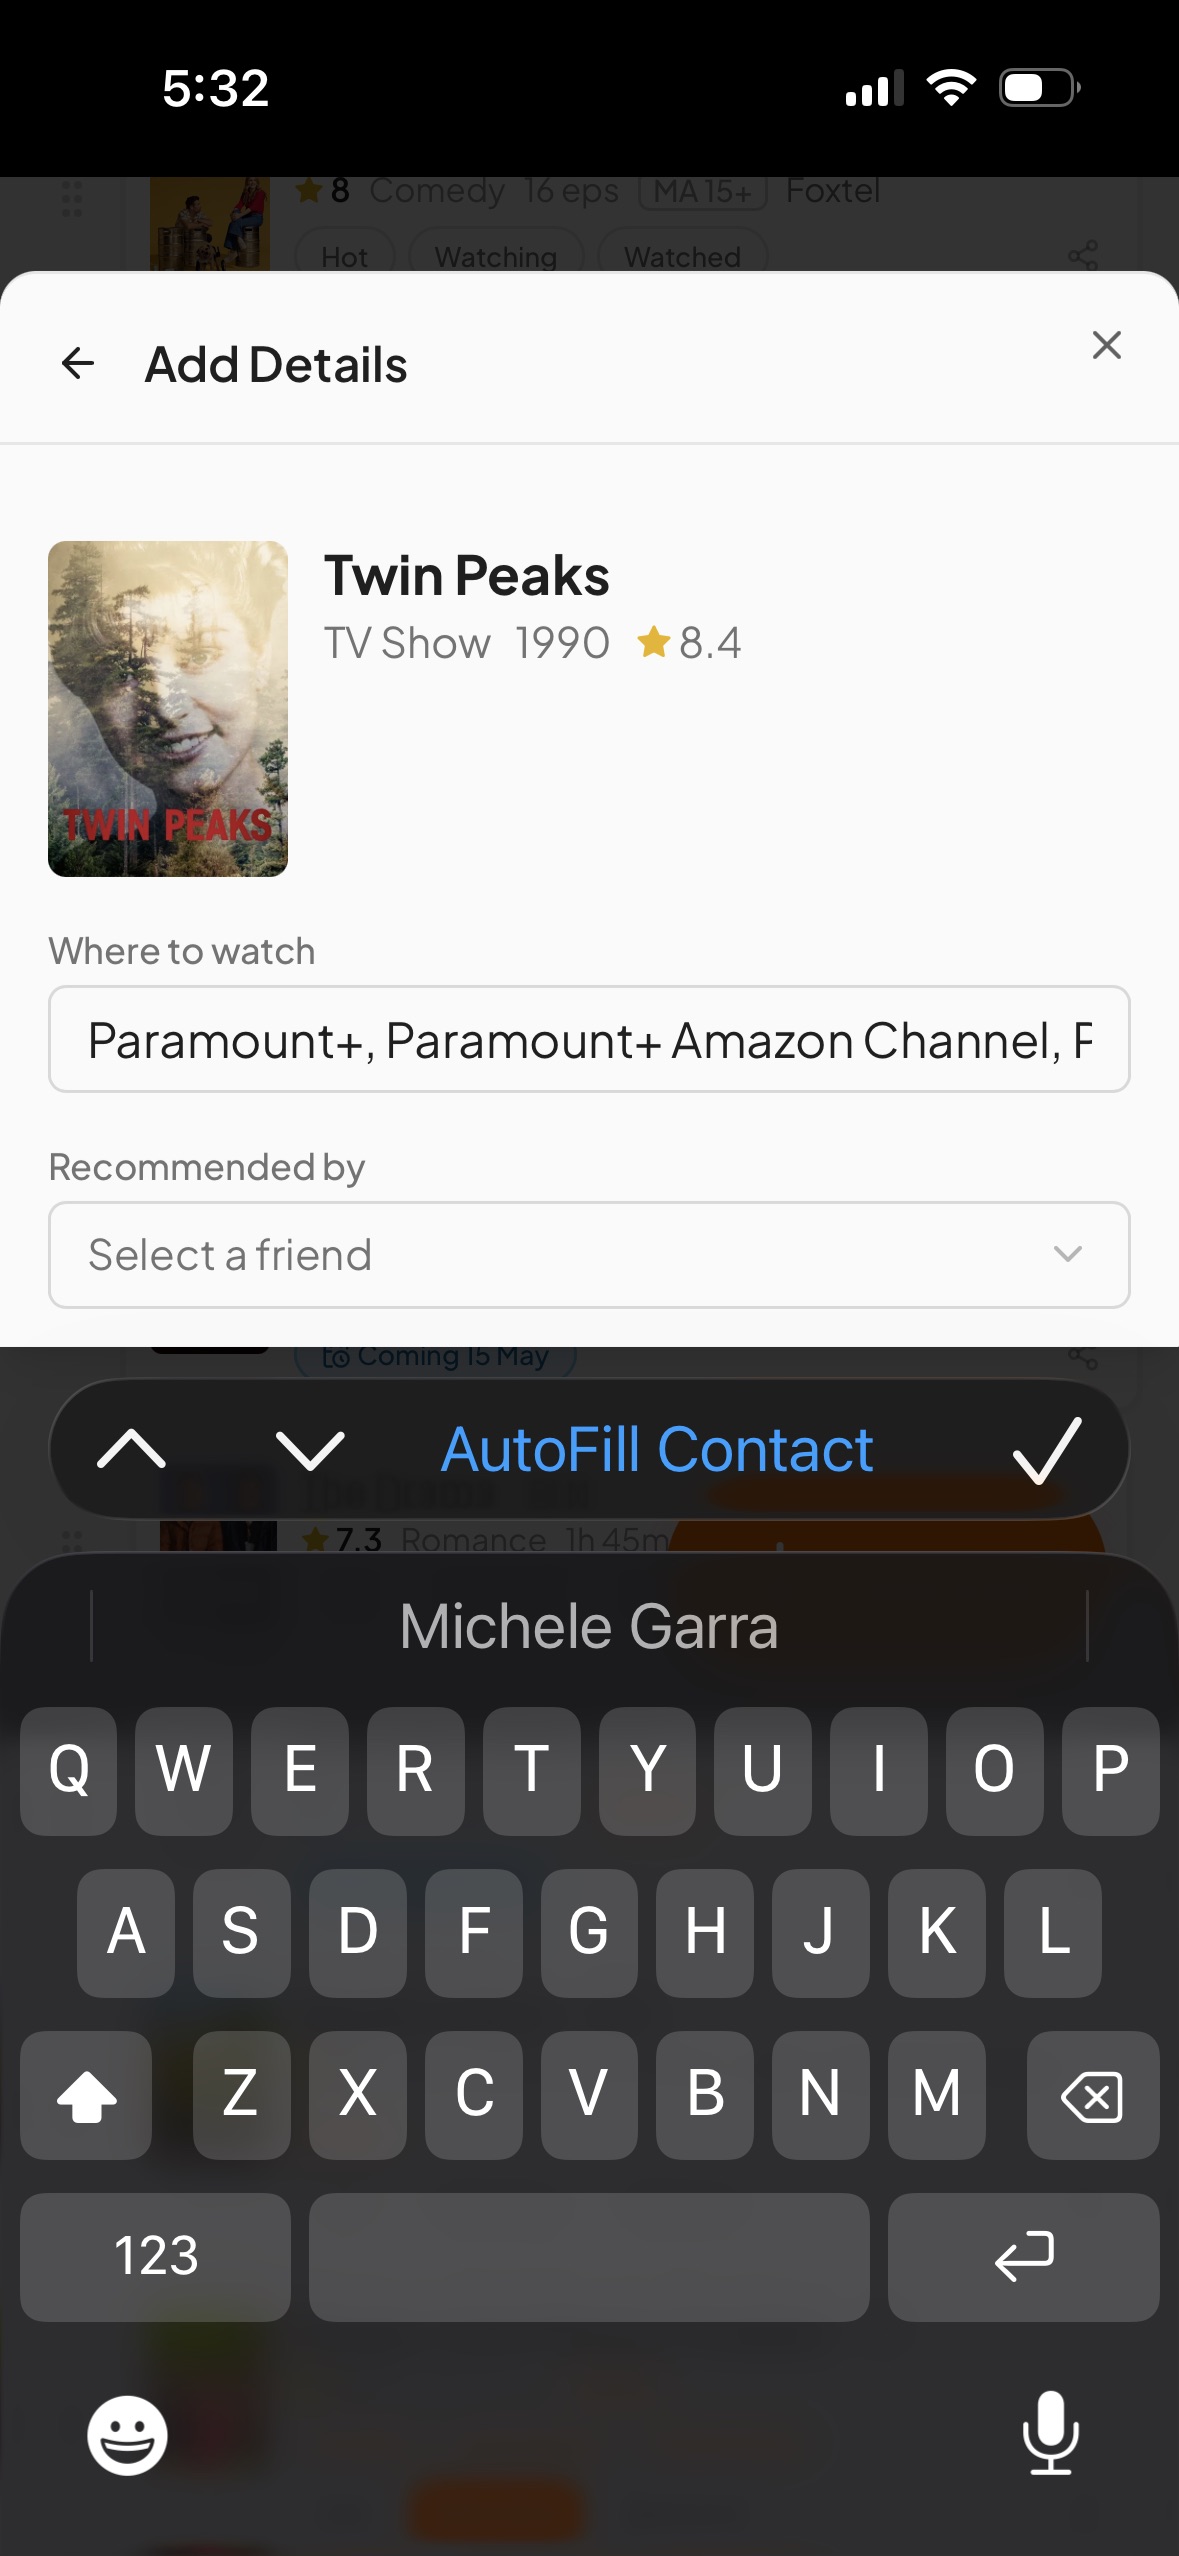 5:32
8 Comedy 16 eps MA 15+ Foxtel
Hot Watching Watched
Add Details
Twin Peaks
TV Show 1990 8.4
TWIN PEAKS
Where to watch
Paramount+, Paramount+ Amazon Channel,
Recommended by
Select a friend
Coming 15 May
AutoFill Contact
7.3 Romance 1h 45m
Michele Garra
Q W E R T Y U I O P
A S D F G H J K L
Z X C V B N M
123